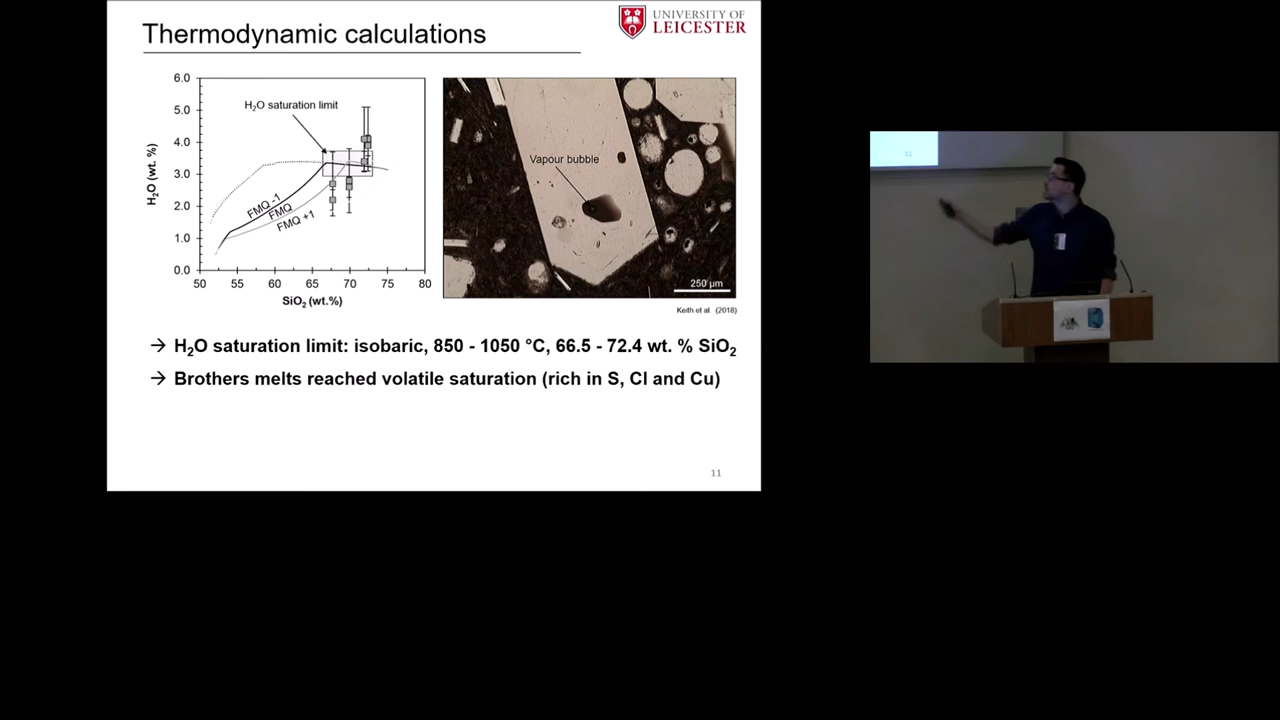 Thermodynamic calculations
UNIVERSITY OF
LEICESTER
6.0
5.0
4.0
3.0
2.0
1.0
0.0
H2O (wt. %)
H2O saturation limit
FMQ -1
FMQ
FMQ +1
50 55 60 65 70 75 80
SiO2 (wt.%)
Vapour bubble
250 µm
Keith et al. (2018)
→ H2O saturation limit: isobaric, 850 - 1050 °C, 66.5 - 72.4 wt. % SiO2
→ Brothers melts reached volatile saturation (rich in S, Cl and Cu)
11
11